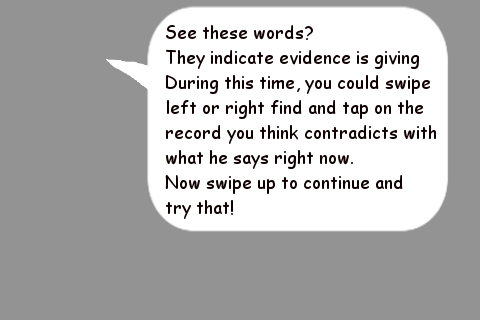 See these words?
They indicate evidence is giving
During this time, you could swipe
left or right find and tap on the
record you think contradicts with
what he says right now.
Now swipe up to continue and
try that!